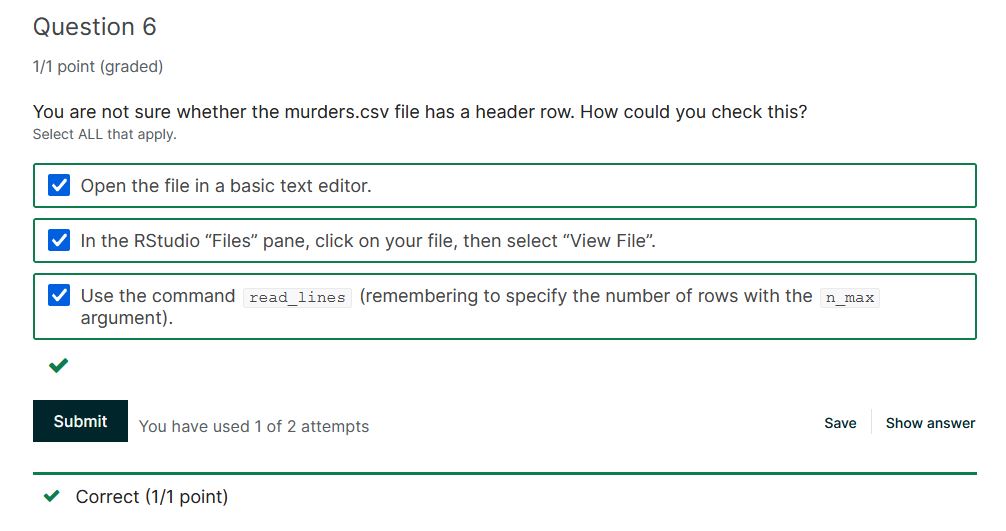 Question 6
1/1 point (graded)
You are not sure whether the murders.csv file has a header row. How could you check this?
Select ALL that apply.
Open the file in a basic text editor.
In the RStudio “Files” pane, click on your file, then select “View File”.
Use the command read_lines (remembering to specify the number of rows with the n_max
argument).
Submit
You have used 1 of 2 attempts
Save
Show answer
Correct (1/1 point)